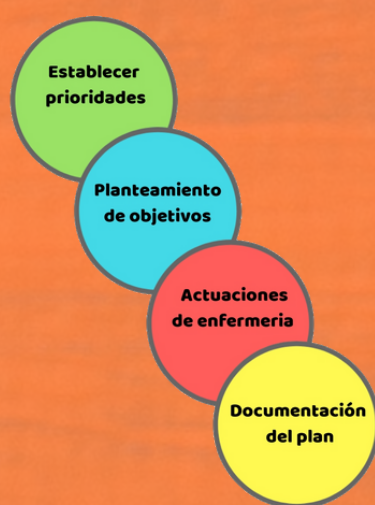 Establecer
prioridades
Planteamiento
de objetivos
Actuaciones
de enfermeria
Documentación
del plan